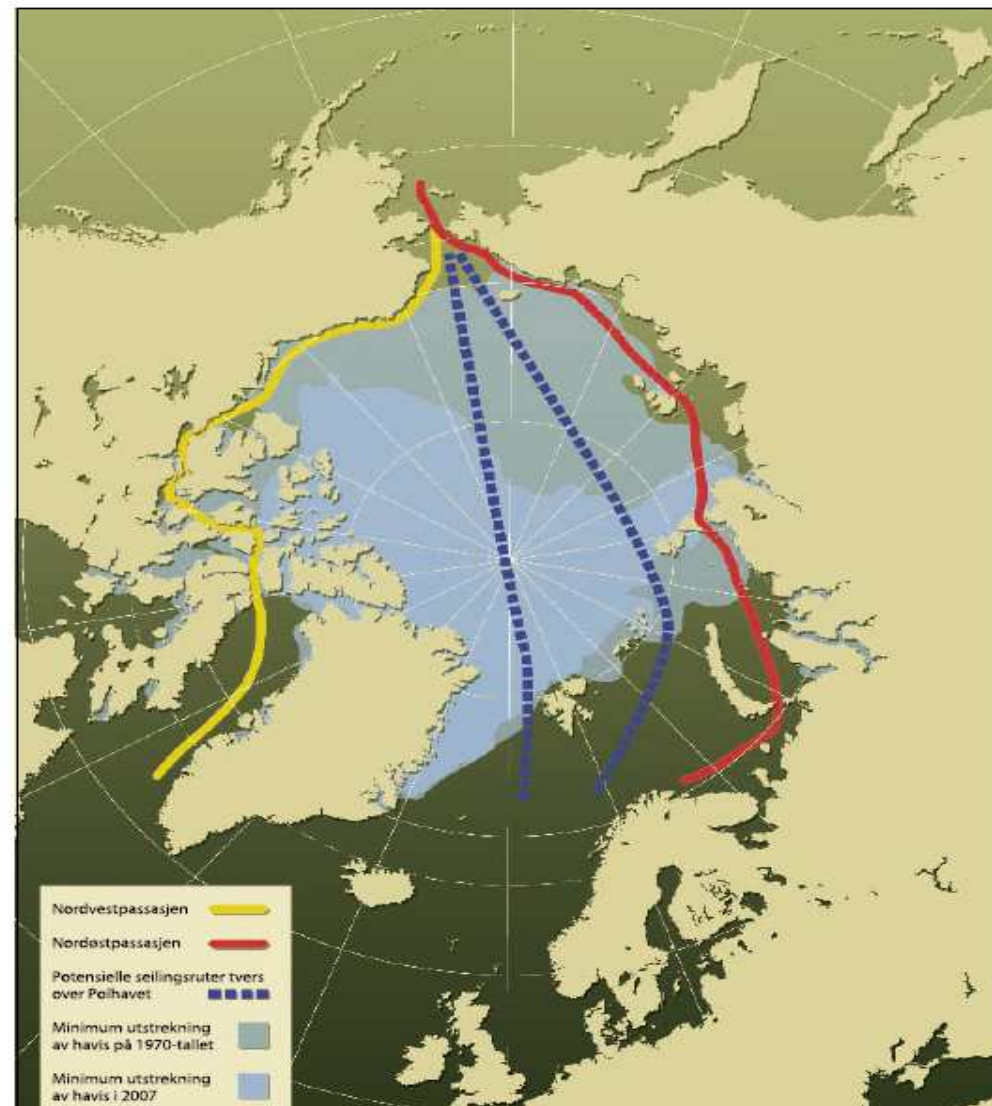 Nordvestpassasjen
Nordøstpassasjen
Potensielle seilingsruter tvers
over Polhavet
Minimum utstrekning
av havis på 1970-tallet
Minimum utstrekning
av havis i 2007